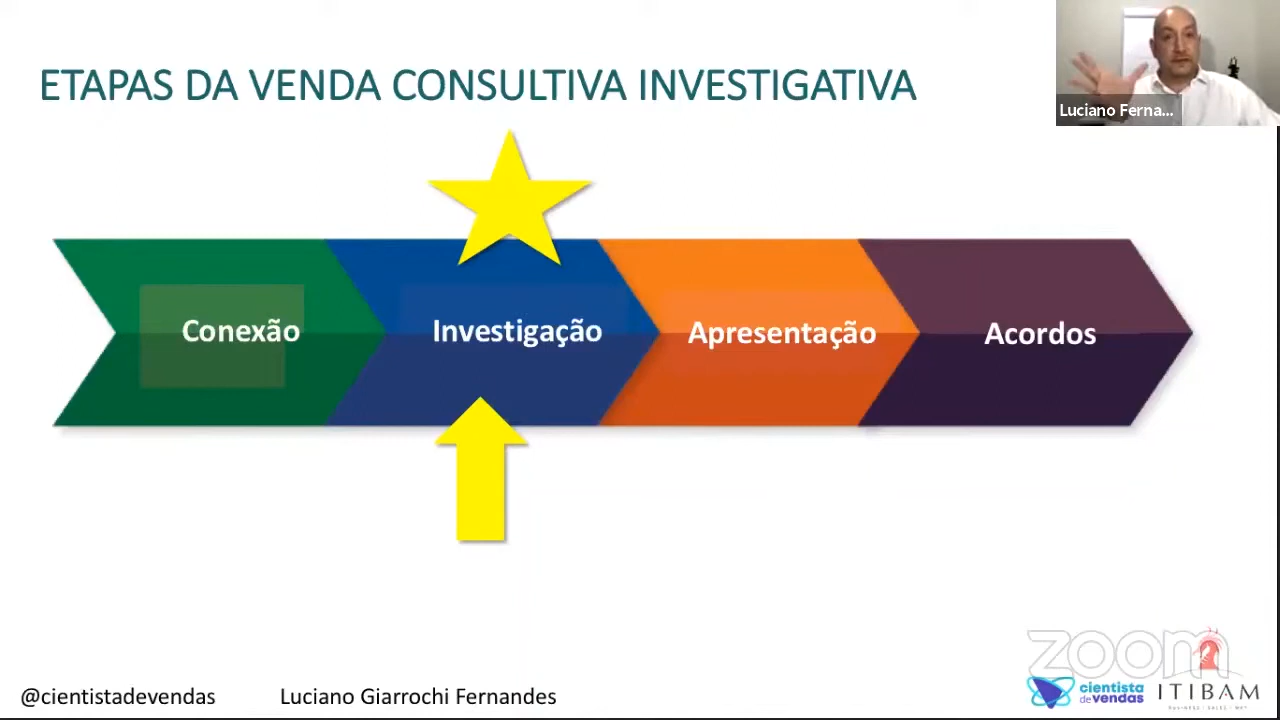 ETAPAS DA VENDA CONSULTIVA INVESTIGATIVA
Luciano Ferna...
Conexão
Investigação
Apresentação
Acordos
zoom
@cientistadevendas
Luciano Giarrochi Fernandes
cientista
de vendas
ITIBAM